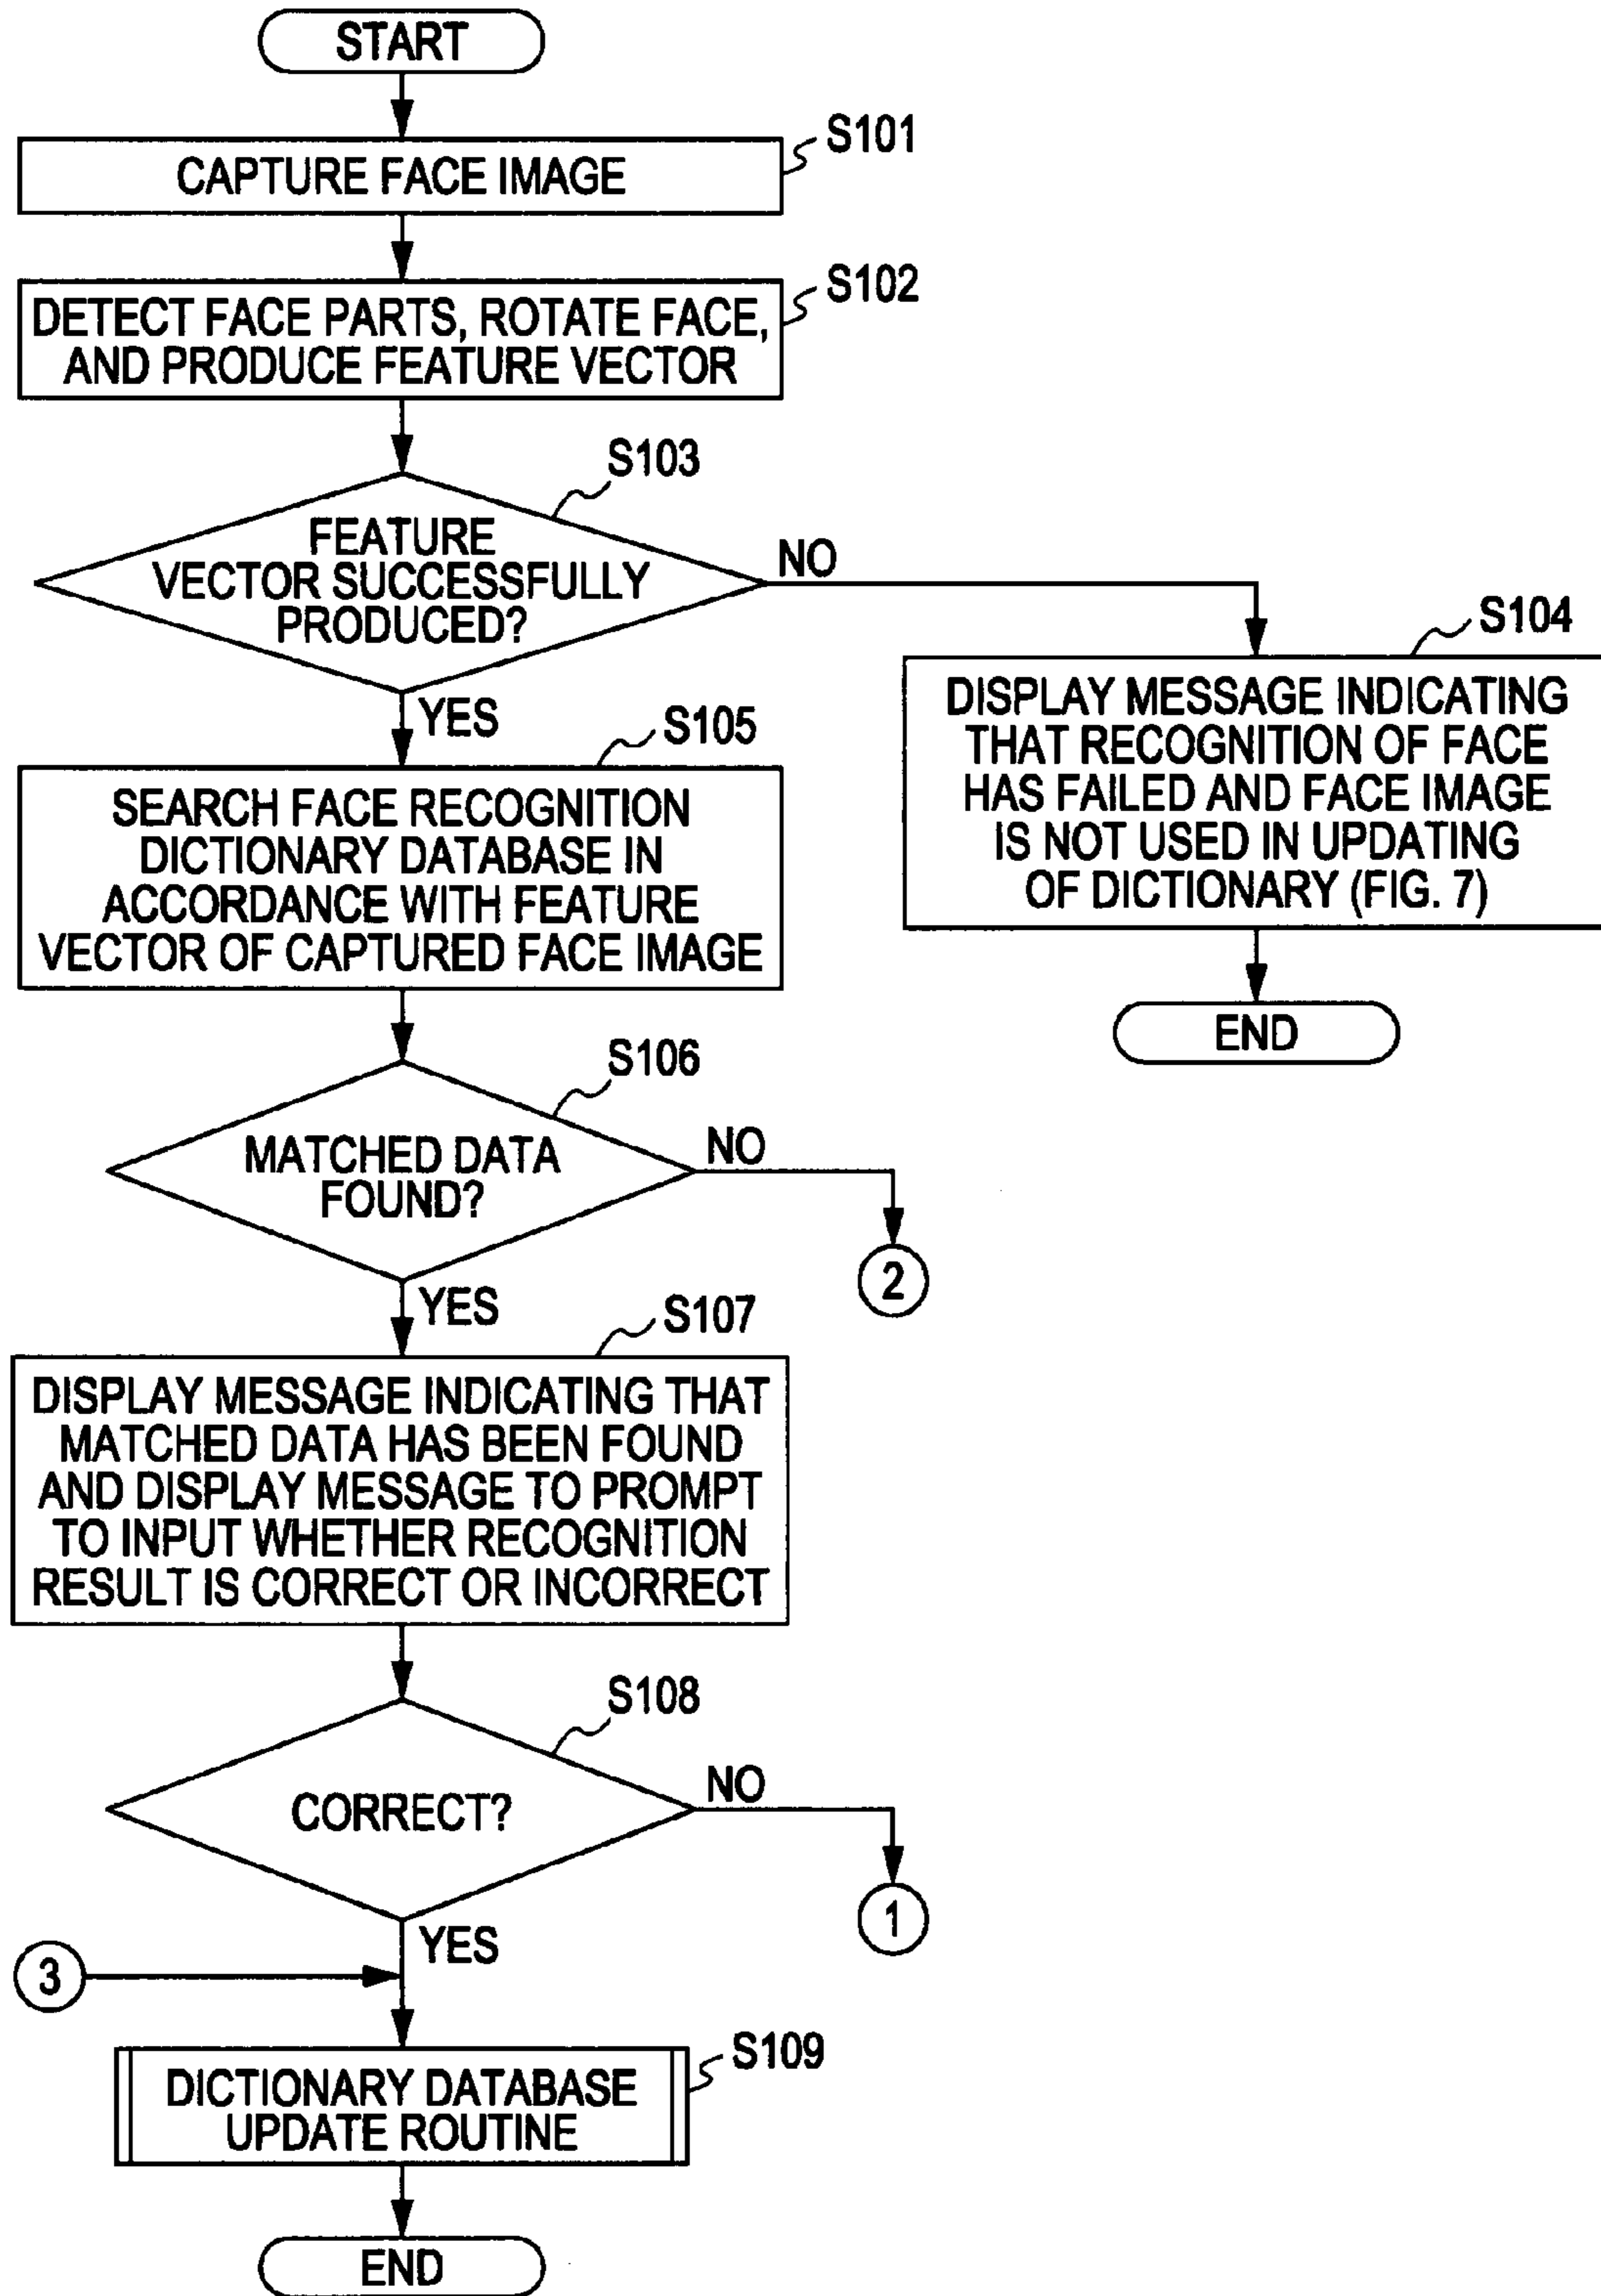 START
S101
CAPTURE FACE IMAGE
S102
DETECT FACE PARTS, ROTATE FACE,
AND PRODUCE FEATURE VECTOR
S103
FEATURE
VECTOR SUCCESSFULLY
PRODUCED?
NO
YES
S104
DISPLAY MESSAGE INDICATING
THAT RECOGNITION OF FACE
HAS FAILED AND FACE IMAGE
IS NOT USED IN UPDATING
OF DICTIONARY (FIG. 7)
END
S105
SEARCH FACE RECOGNITION
DICTIONARY DATABASE IN
ACCORDANCE WITH FEATURE
VECTOR OF CAPTURED FACE IMAGE
S106
MATCHED DATA
FOUND?
NO
2
YES
S107
DISPLAY MESSAGE INDICATING THAT
MATCHED DATA HAS BEEN FOUND
AND DISPLAY MESSAGE TO PROMPT
TO INPUT WHETHER RECOGNITION
RESULT IS CORRECT OR INCORRECT
S108
CORRECT?
NO
1
YES
3
S109
DICTIONARY DATABASE
UPDATE ROUTINE
END